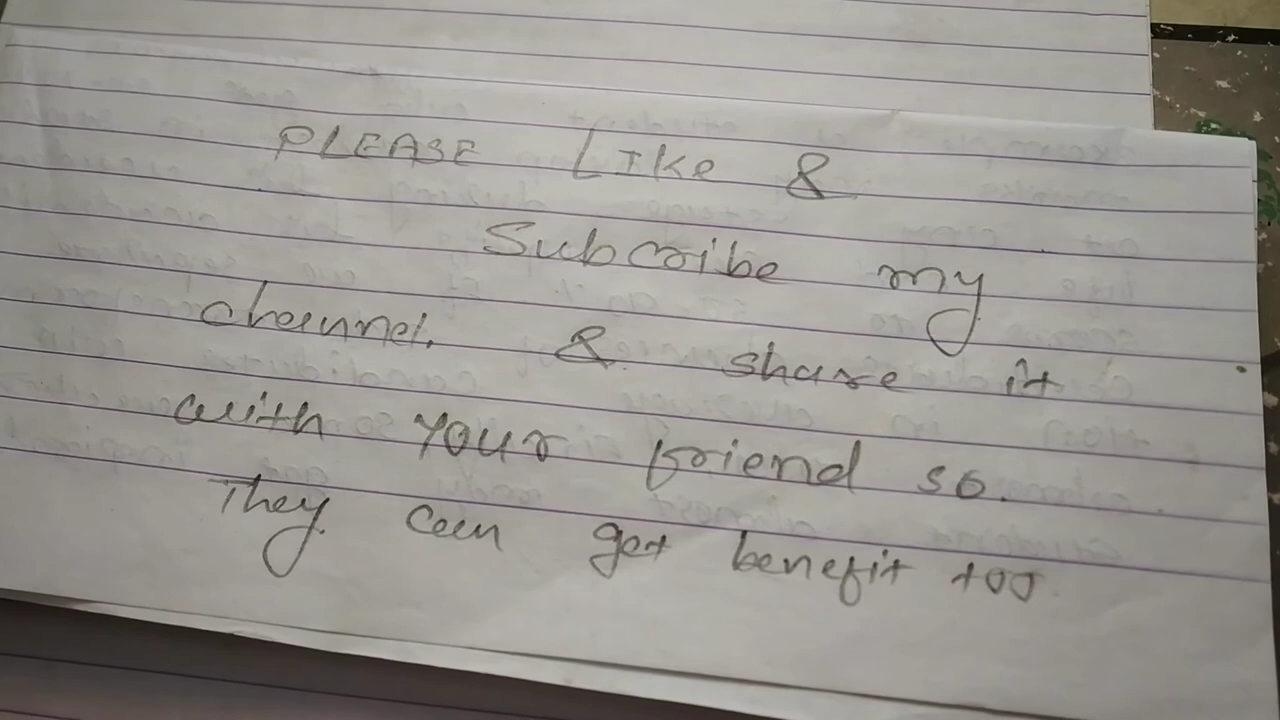 PLEASE LIKe &
Subcribe my
channel. & share it
with your friend so.
They can get benefit too